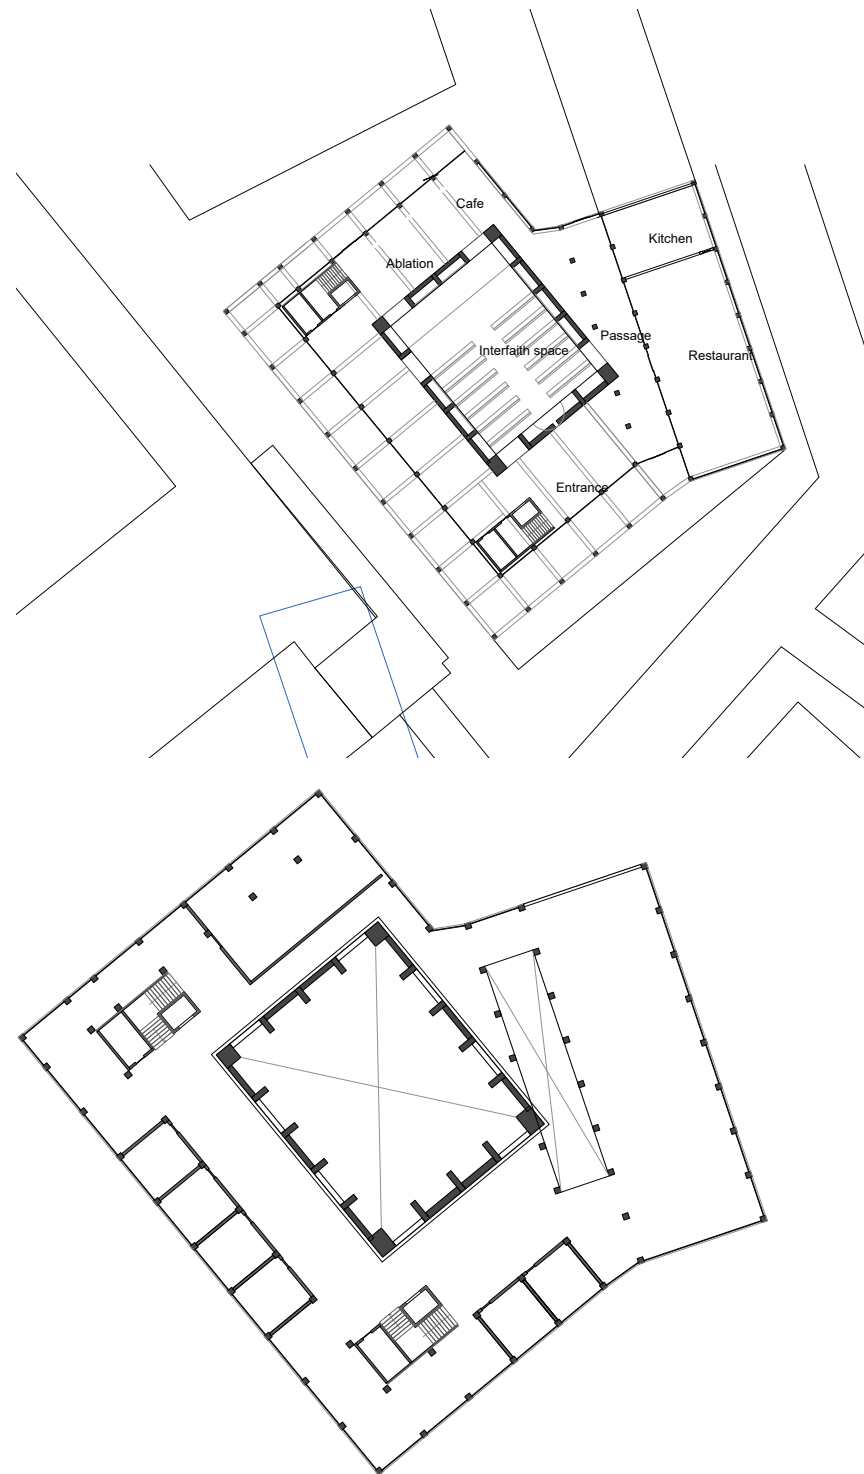 Cafe
Kitchen
Ablation
Passage
Interfaith space
Restaurant
Entrance